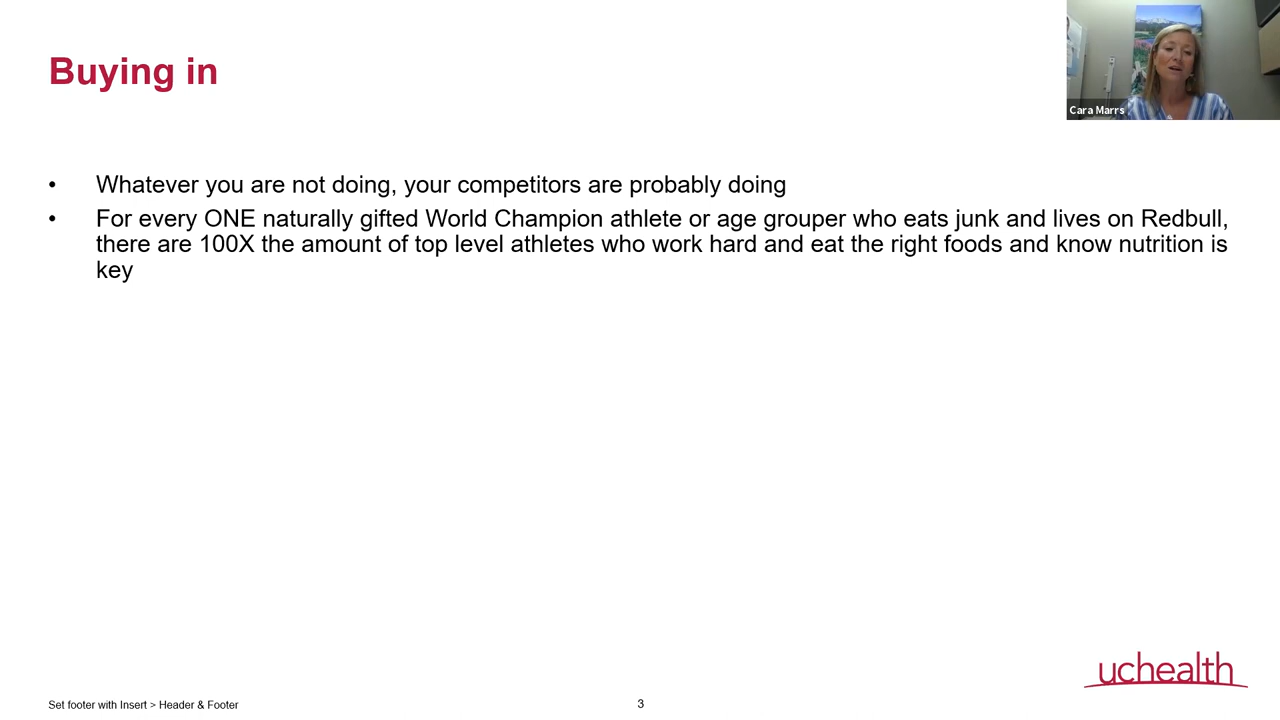 Buying in
Cara Marrs
• Whatever you are not doing, your competitors are probably doing
• For every ONE naturally gifted World Champion athlete or age grouper who eats junk and lives on Redbull,
there are 100X the amount of top level athletes who work hard and eat the right foods and know nutrition is
key
uchealth
Set footer with Insert > Header & Footer
3